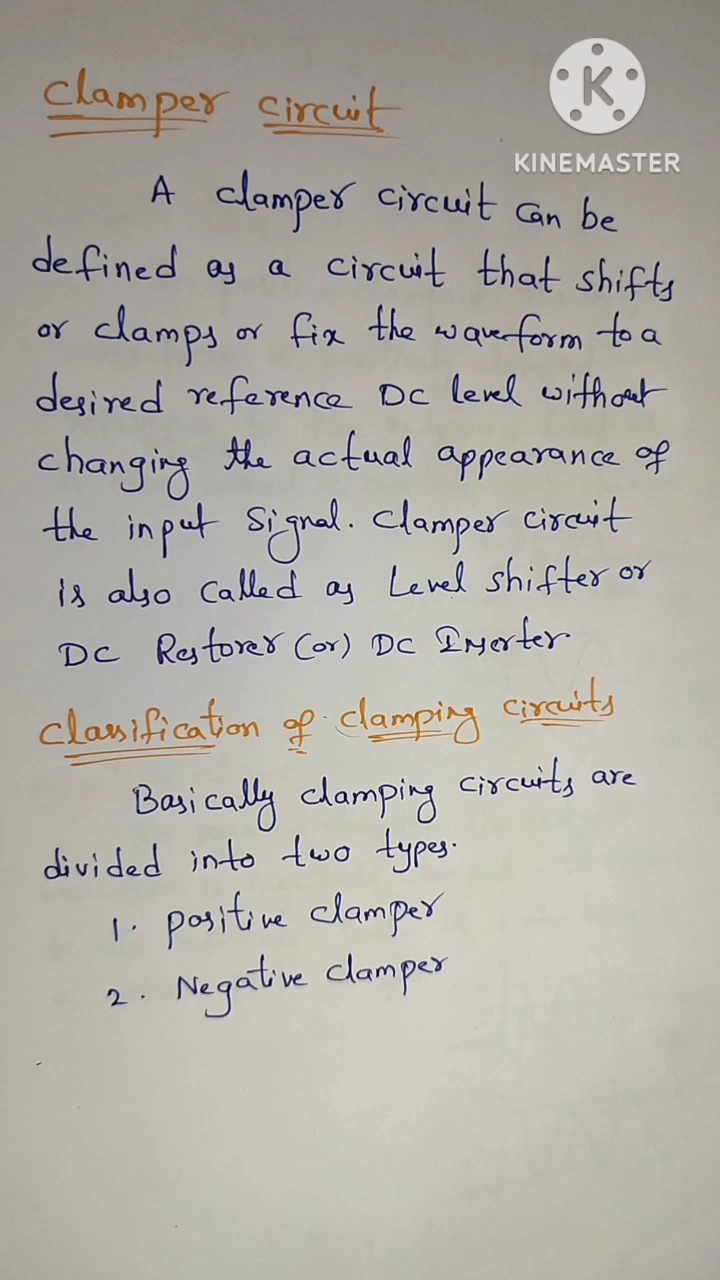 Clamper Circuit
K
KINEMASTER
A clamper circuit can be
defined as a circuit that shifts
or clamps or fix the waveform to a
desired reference DC level without
changing the actual appearance of
the input Signal. Clamper circuit
is also called as Level shifter or
DC Restorer (or) DC Inserter.
Classification of clamping circuits
Basically clamping circuits are
divided into two types.
1. positive clamper
2. Negative clamper